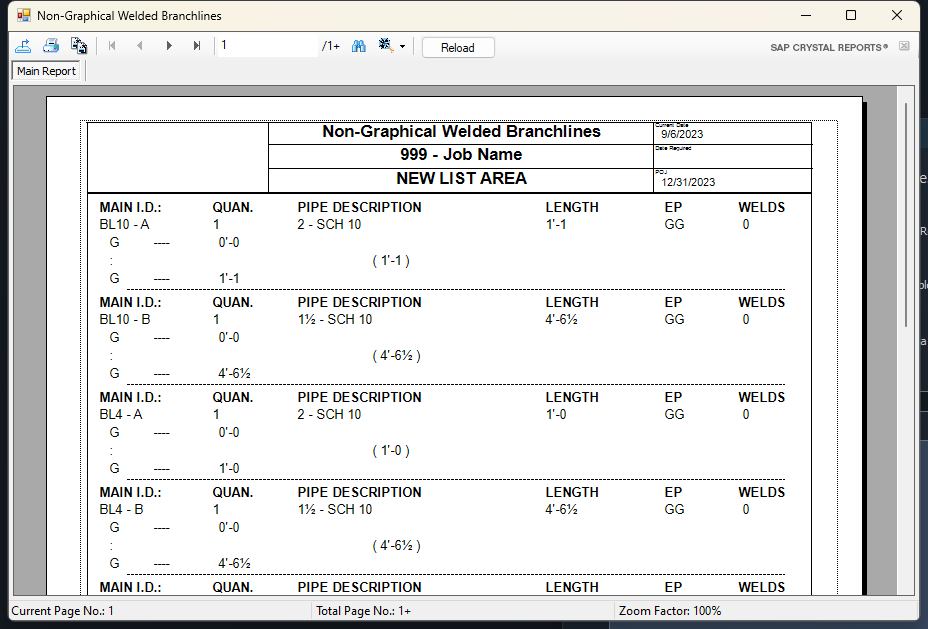 Non-Graphical Welded Branchlines
1 /1+ Reload SAP CRYSTAL REPORTS®
Main Report
Non-Graphical Welded Branchlines
Current Date
9/6/2023
999 - Job Name
Date Required
NEW LIST AREA
POJ
12/31/2023
MAIN I.D.: QUAN. PIPE DESCRIPTION LENGTH EP WELDS
BL10 - A 1 2 - SCH 10 1'-1 GG 0
G ---- 0'-0
: ( 1'-1 )
G ---- 1'-1
MAIN I.D.: QUAN. PIPE DESCRIPTION LENGTH EP WELDS
BL10 - B 1 1½ - SCH 10 4'-6½ GG 0
G ---- 0'-0
: ( 4'-6½ )
G ---- 4'-6½
MAIN I.D.: QUAN. PIPE DESCRIPTION LENGTH EP WELDS
BL4 - A 1 2 - SCH 10 1'-0 GG 0
G ---- 0'-0
: ( 1'-0 )
G ---- 1'-0
MAIN I.D.: QUAN. PIPE DESCRIPTION LENGTH EP WELDS
BL4 - B 1 1½ - SCH 10 4'-6½ GG 0
G ---- 0'-0
: ( 4'-6½ )
G ---- 4'-6½
MAIN I.D.: QUAN. PIPE DESCRIPTION LENGTH EP WELDS
Current Page No.: 1 Total Page No.: 1+ Zoom Factor: 100%